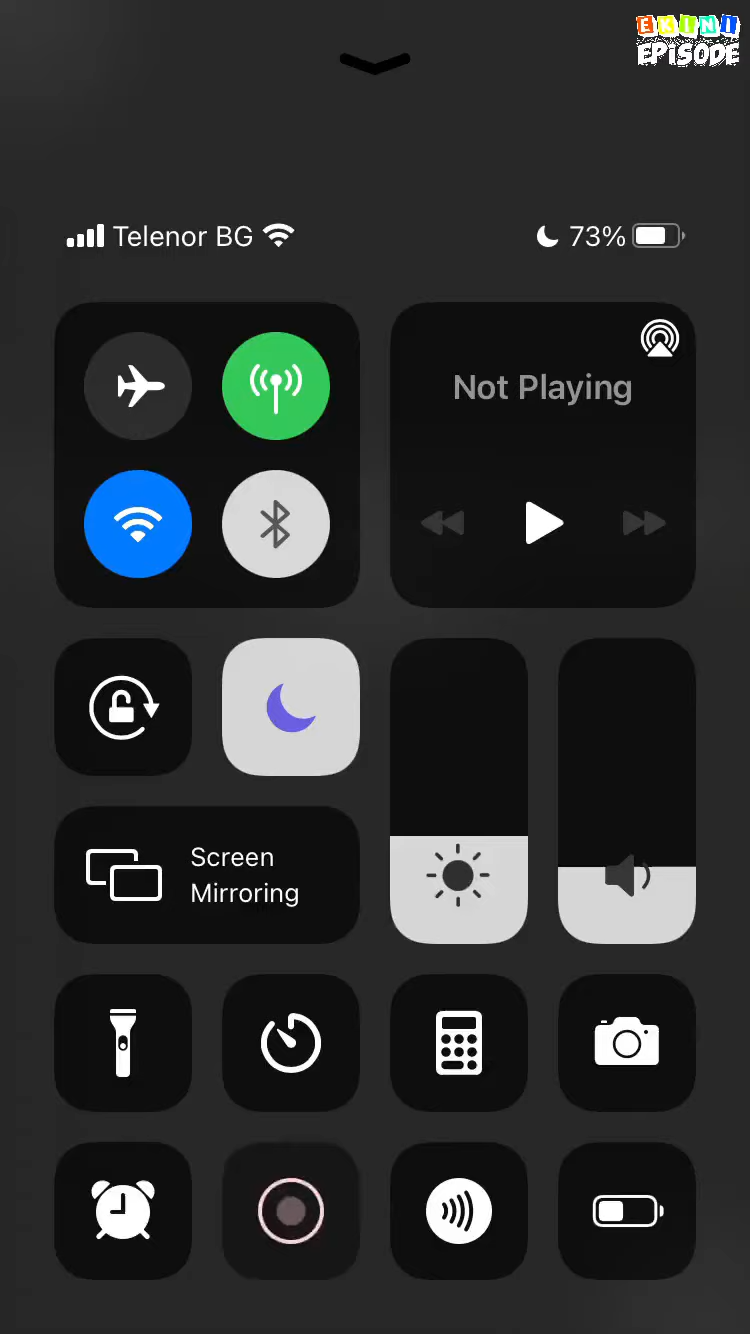 EKINI
EPISODE
Telenor BG
73%
Not Playing
Screen
Mirroring